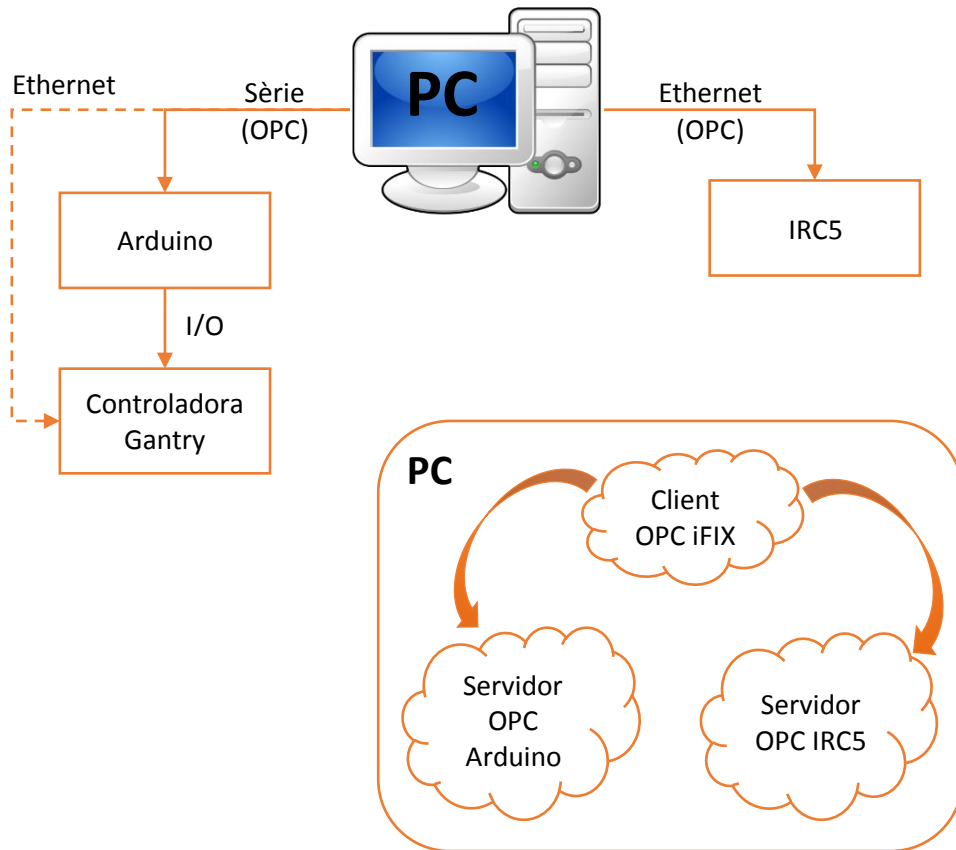 Ethernet
Sèrie
(OPC)
PC
Ethernet
(OPC)
Arduino
IRC5
I/O
Controladora
Gantry
PC
Client
OPC iFIX
Servidor
OPC
Arduino
Servidor
OPC IRC5